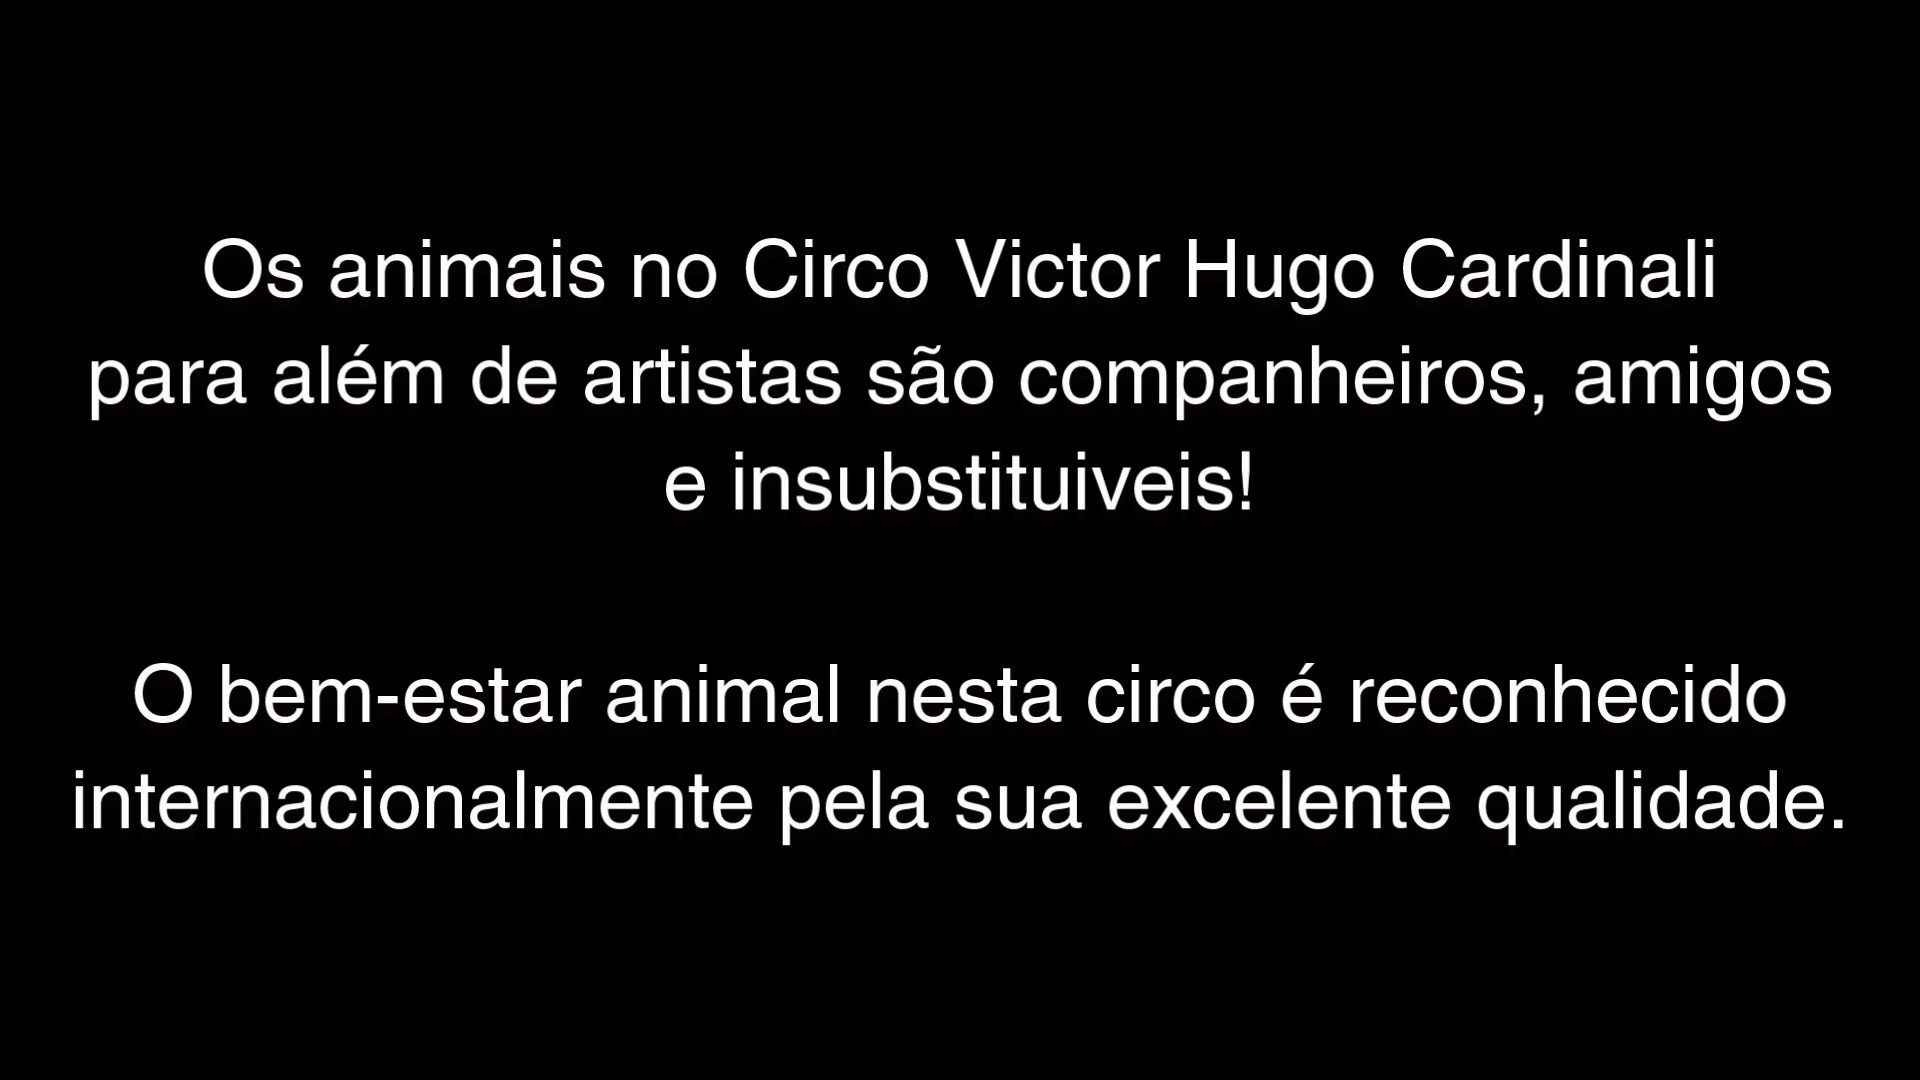 Os animais no Circo Victor Hugo Cardinali
para além de artistas são companheiros, amigos
e insubstituiveis!
O bem-estar animal nesta circo é reconhecido
internacionalmente pela sua excelente qualidade.